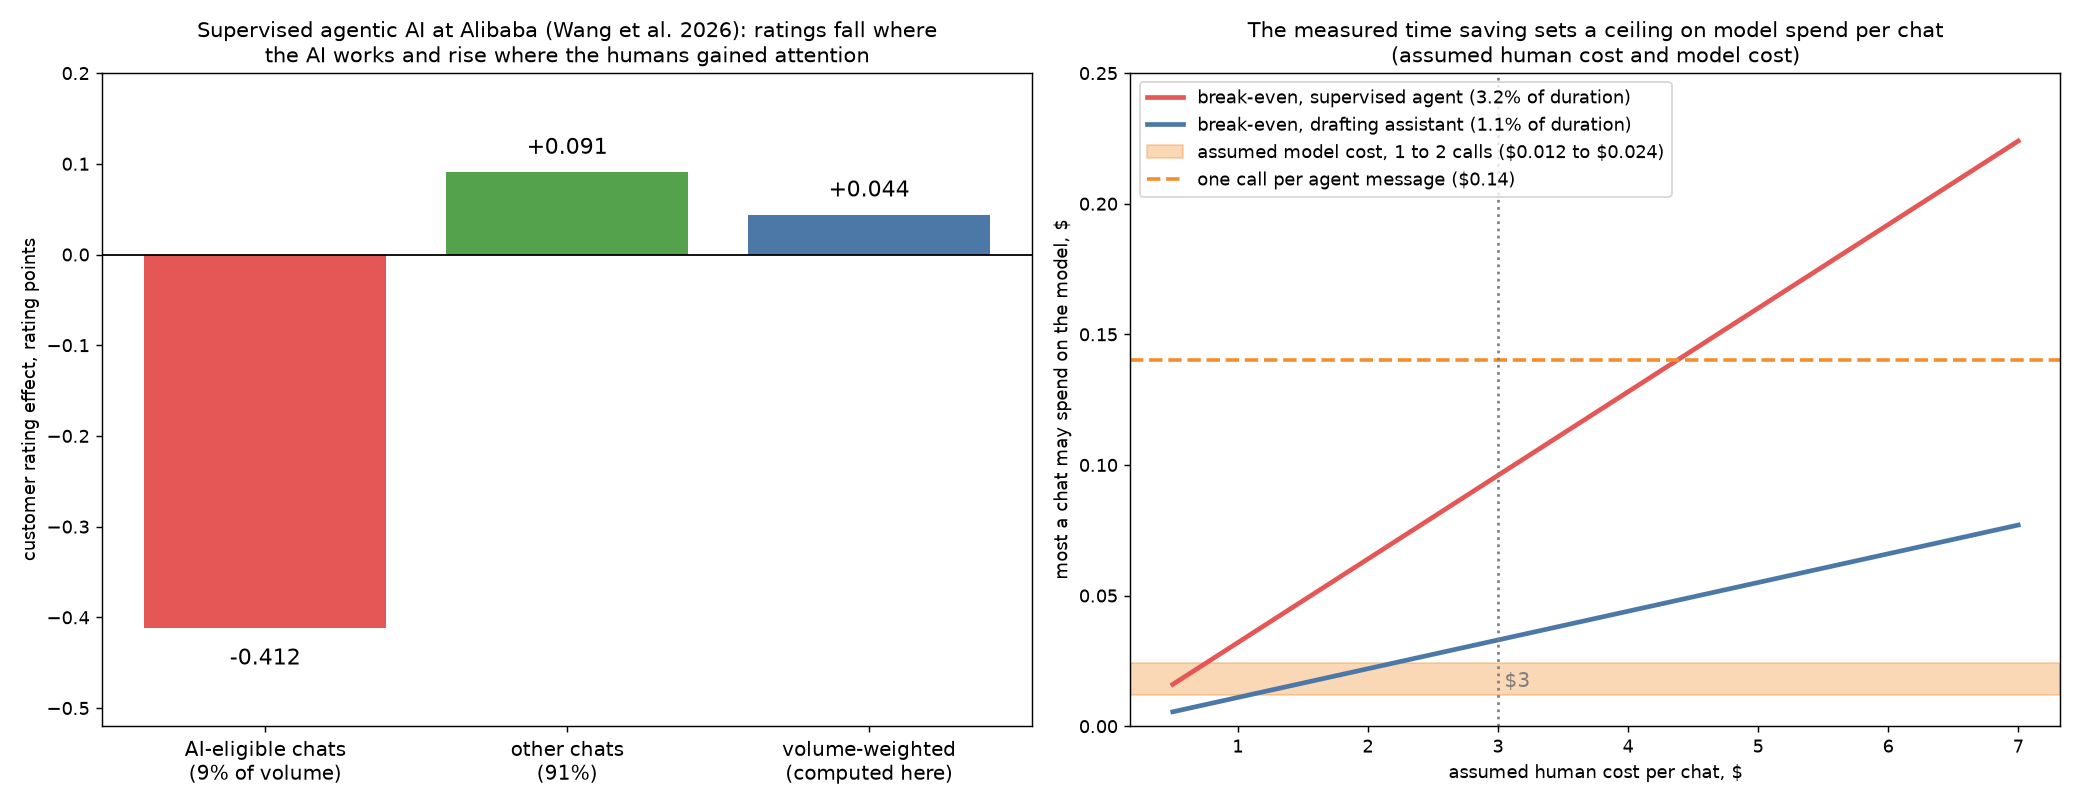 Supervised agentic AI at Alibaba (Wang et al. 2026): ratings fall where
the AI works and rise where the humans gained attention
customer rating effect, rating points
0.2
0.1
0.0
−0.1
−0.2
−0.3
−0.4
−0.5
-0.412
+0.091
+0.044
AI-eligible chats
(9% of volume)
other chats
(91%)
volume-weighted
(computed here)
The measured time saving sets a ceiling on model spend per chat
(assumed human cost and model cost)
most a chat may spend on the model, $
0.25
0.20
0.15
0.10
0.05
0.00
break-even, supervised agent (3.2% of duration)
break-even, drafting assistant (1.1% of duration)
assumed model cost, 1 to 2 calls ($0.012 to $0.024)
one call per agent message ($0.14)
$3
1
2
3
4
5
6
7
assumed human cost per chat, $